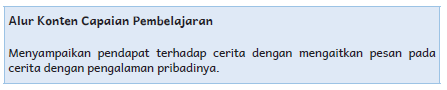 Alur Konten Capaian Pembelajaran
Menyampaikan pendapat terhadap cerita dengan mengaitkan pesan pada
cerita dengan pengalaman pribadinya.